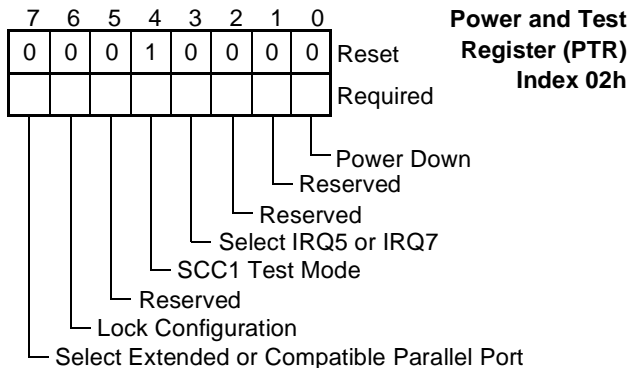 7 6 5 4 3 2 1 0
Power and Test
Register (PTR)
Index 02h
0 0 0 1 0 0 0 0 Reset
Required
Power Down
Reserved
Reserved
Select IRQ5 or IRQ7
SCC1 Test Mode
Reserved
Lock Configuration
Select Extended or Compatible Parallel Port